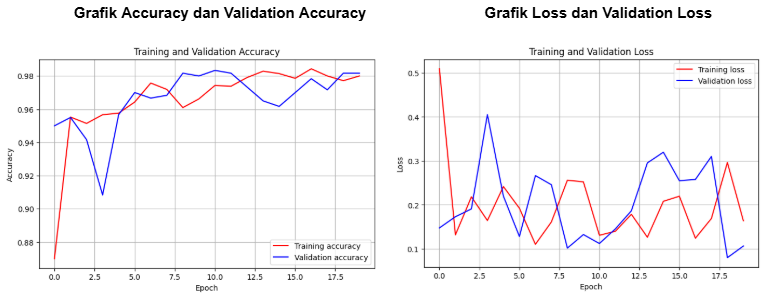 Grafik Accuracy dan Validation Accuracy
Training and Validation Accuracy
0.98
0.96
0.94
0.92
0.90
0.88
Accuracy
Training accuracy
Validation accuracy
0.0 2.5 5.0 7.5 10.0 12.5 15.0 17.5
Epoch
Grafik Loss dan Validation Loss
Training and Validation Loss
0.5
0.4
0.3
0.2
0.1
Loss
Training loss
Validation loss
0.0 2.5 5.0 7.5 10.0 12.5 15.0 17.5
Epoch